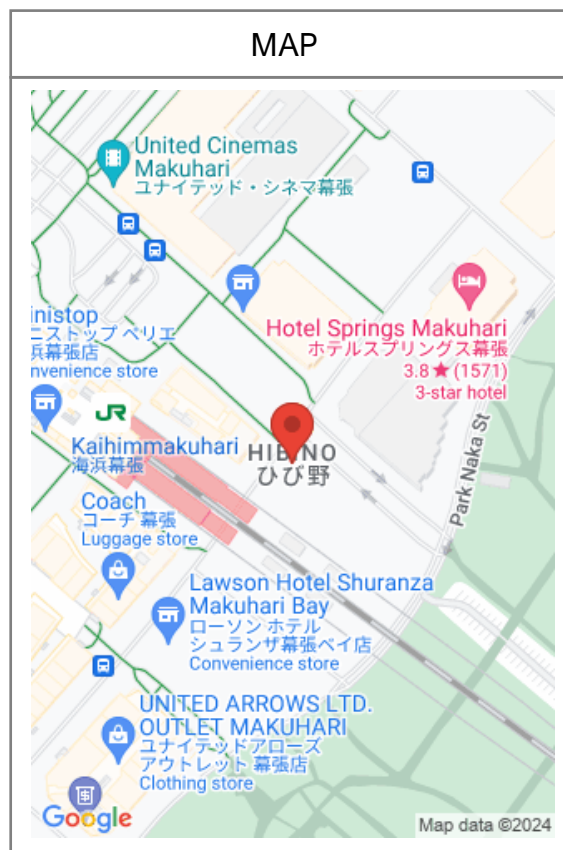 MAP
United Cinemas
Makuhari
ユナイテッド・シネマ幕張
inistop
ニストップ ペリエ
浜幕張店
nvenience store
Hotel Springs Makuhari
ホテルスプリングス幕張
3.8★(1571)
3-star hotel
JR
Kaihimmakuhari
海浜幕張
HIBINO
ひび野
Park Naka St
Coach
コーチ 幕張
Luggage store
Lawson Hotel Shuranza
Makuhari Bay
ローソン ホテル
シュランザ幕張ベイ店
Convenience store
UNITED ARROWS LTD.
OUTLET MAKUHARI
ユナイテッドアローズ
アウトレット 幕張店
Clothing store
Google
Map data ©2024